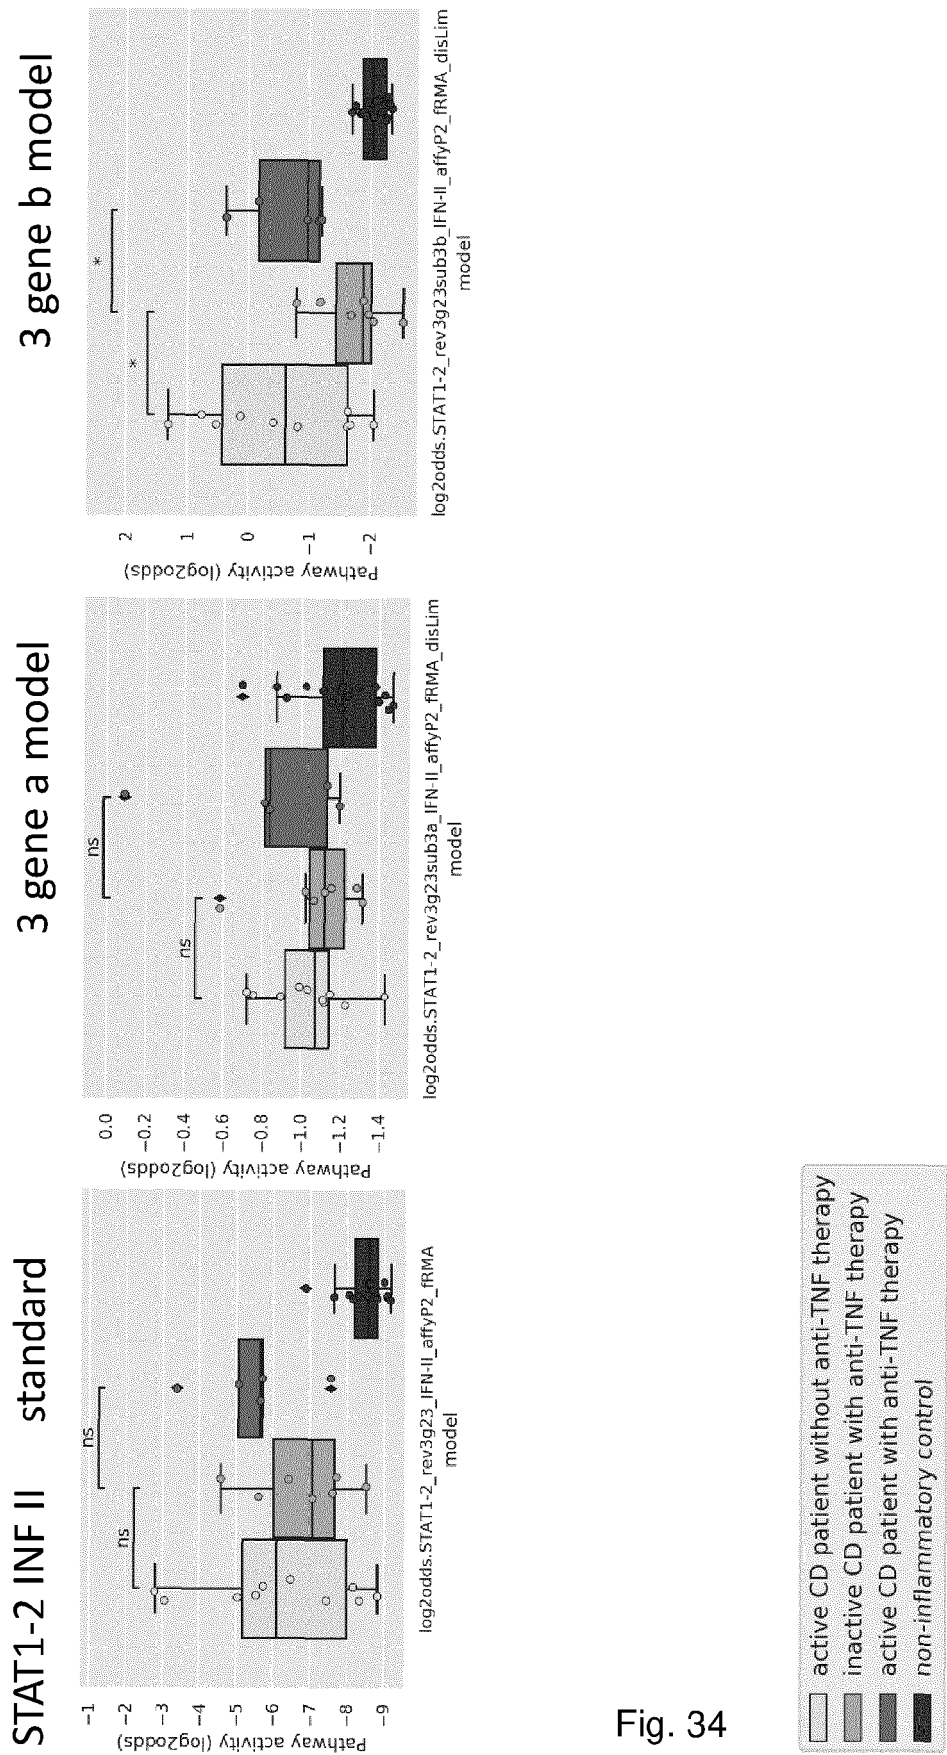 STAT1-2 INF II standard
Pathway activity (log2odds)
−1
−2
−3
−4
−5
−6
−7
−8
−9
ns
ns
log2odds.STAT1-2_rev3g23_IFN-II_affyP2_fRMA
model
3 gene a model
Pathway activity (log2odds)
0.0
−0.2
−0.4
−0.6
−0.8
−1.0
−1.2
−1.4
ns
ns
log2odds.STAT1-2_rev3g23sub3a_IFN-II_affyP2_fRMA_disLim
model
3 gene b model
Pathway activity (log2odds)
2
1
0
−1
−2
*
*
log2odds.STAT1-2_rev3g23sub3b_IFN-II_affyP2_fRMA_disLim
model
Fig. 34
active CD patient without anti-TNF therapy
inactive CD patient with anti-TNF therapy
active CD patient with anti-TNF therapy
non-inflammatory control